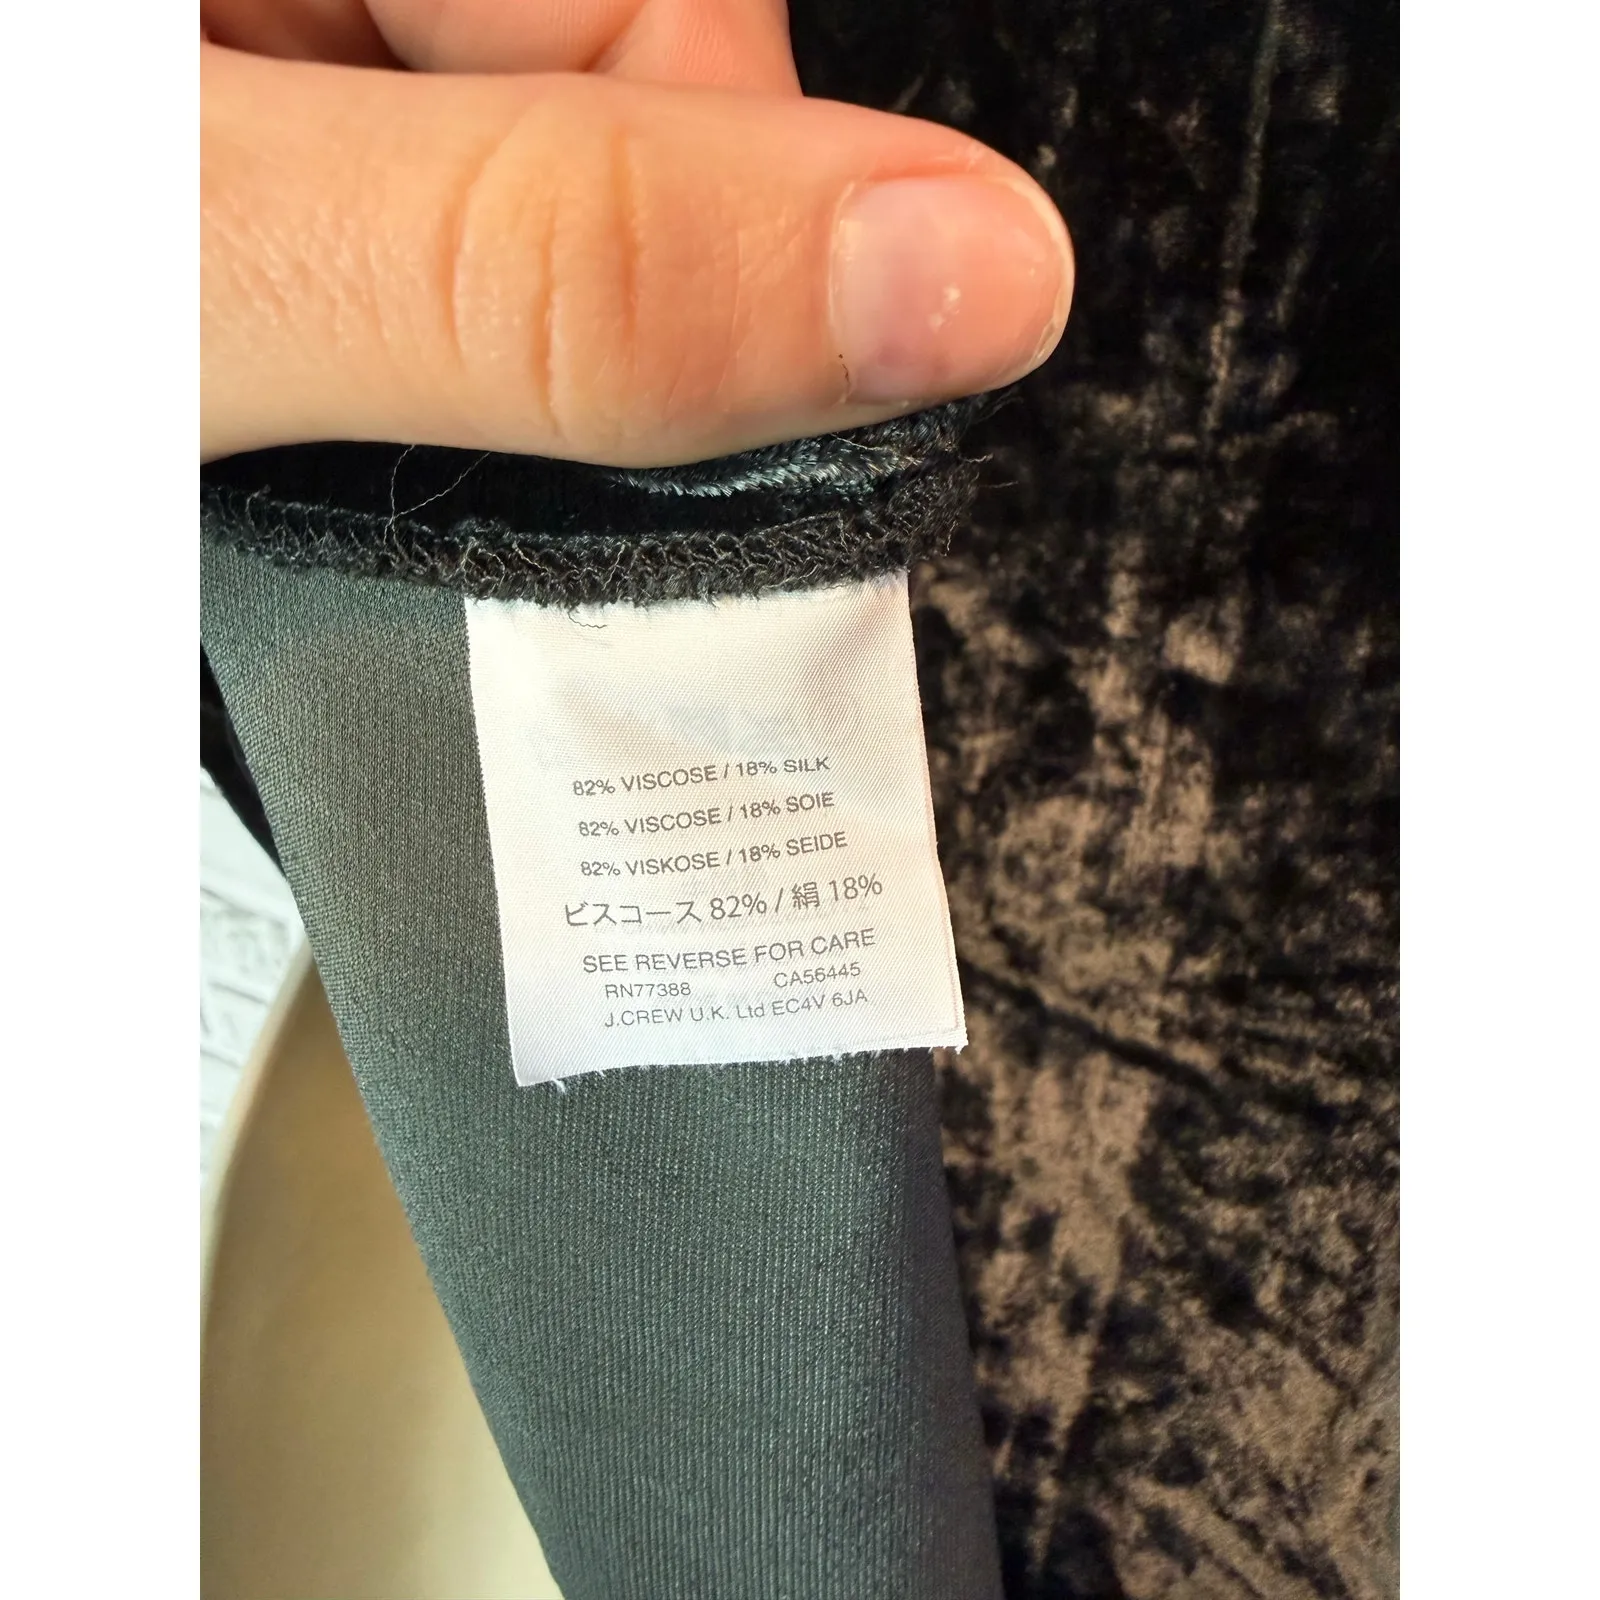 82% VISCOSE / 18% SILK
82% VISCOSE / 18% SOIE
82% VISKOSE / 18% SEIDE
ビスコース 82% / 絹 18%
SEE REVERSE FOR CARE
RN77388 CA56445
J.CREW U.K. Ltd EC4V 6JA